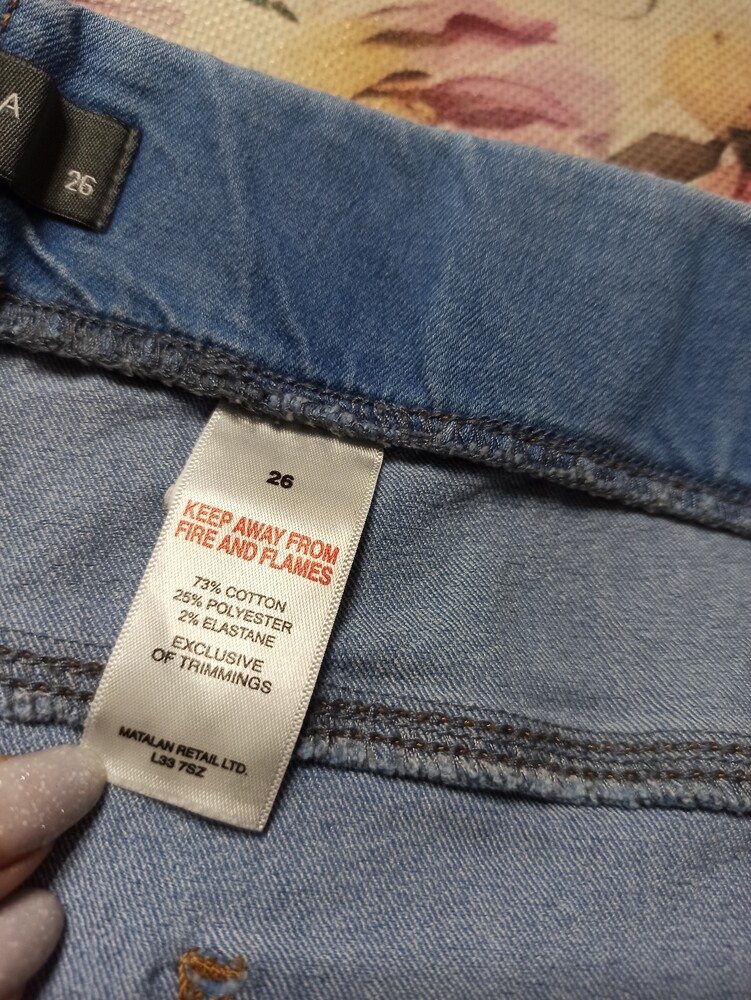 A
26
26
KEEP AWAY FROM
FIRE AND FLAMES
73% COTTON
25% POLYESTER
2% ELASTANE
EXCLUSIVE
OF TRIMMINGS
MATALAN RETAIL LTD.
L33 7SZ